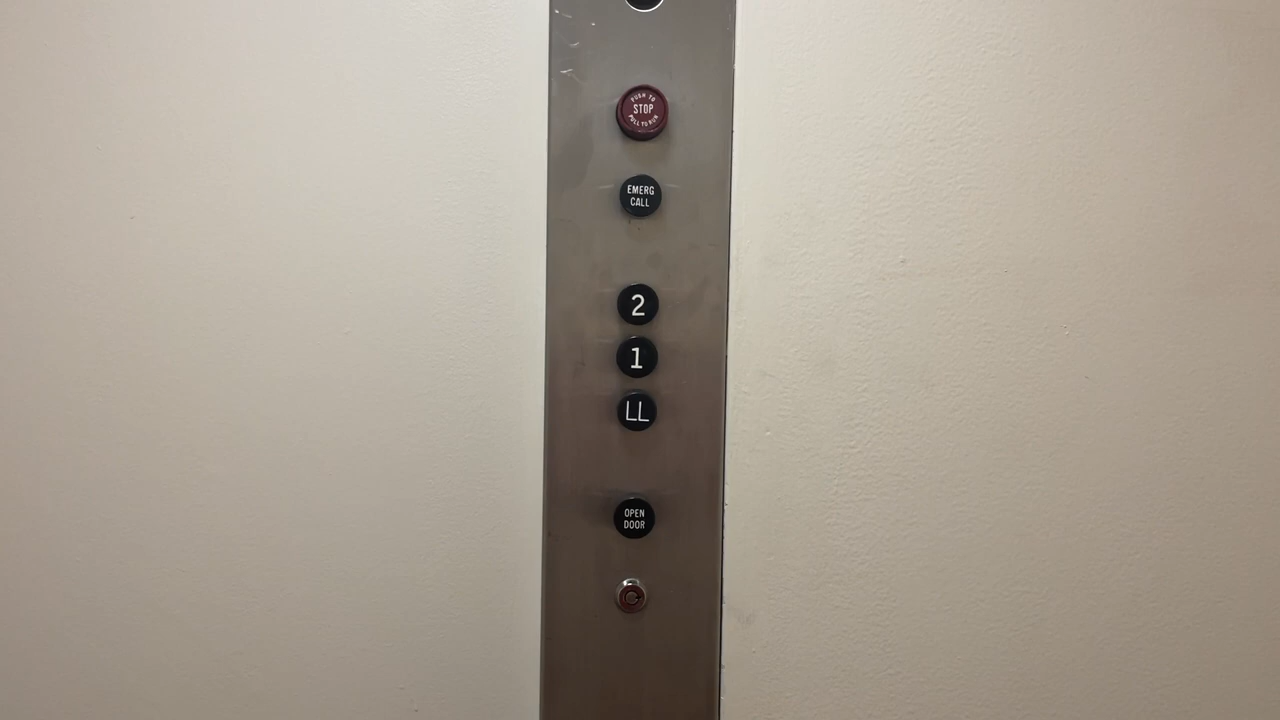 PUSH TO
STOP
PULL TO RUN
EMERG
CALL
2
1
LL
OPEN
DOOR